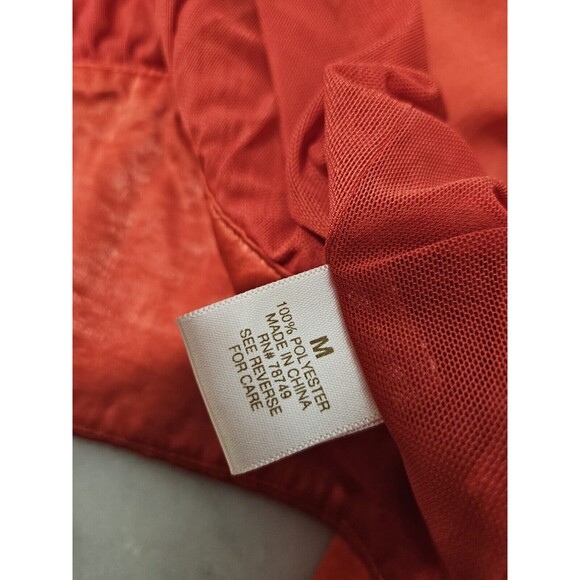 M
100% POLYESTER
MADE IN CHINA
RN# 78749
SEE REVERSE
FOR CARE